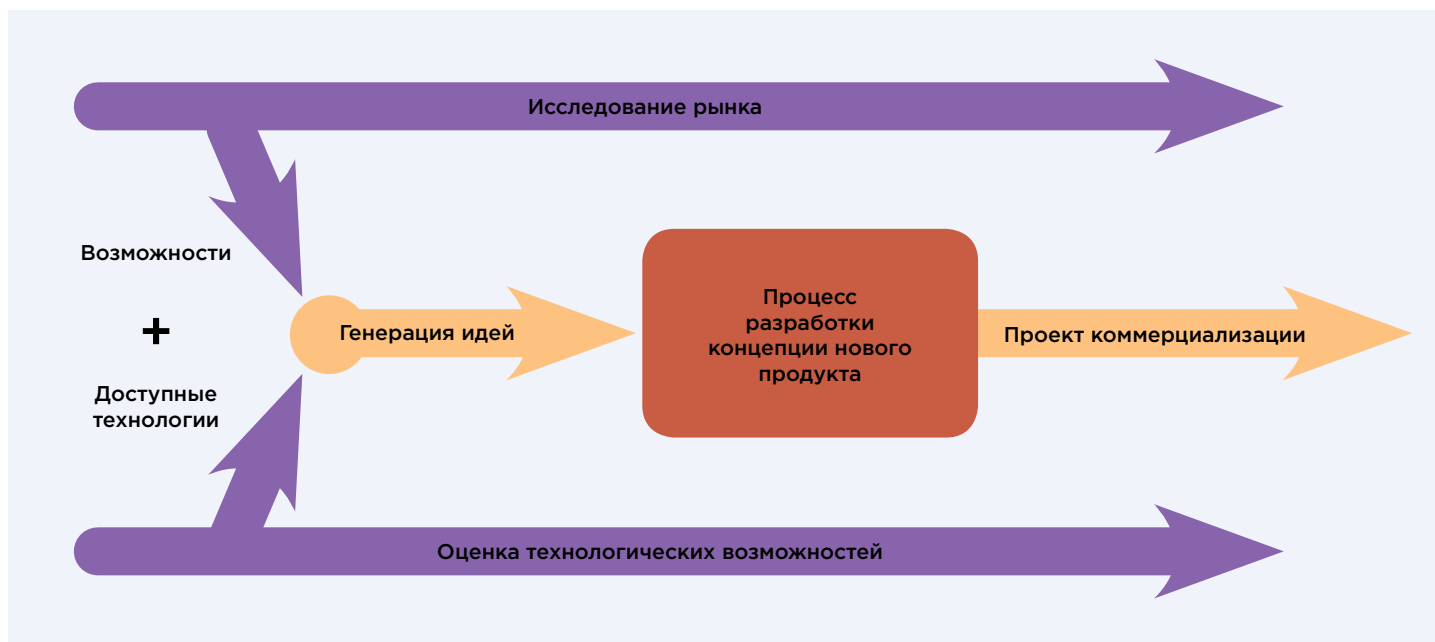 Исследование рынка
Возможности
+
Доступные
технологии
Генерация идей
Процесс
разработки
концепции нового
продукта
Проект коммерциализации
Оценка технологических возможностей